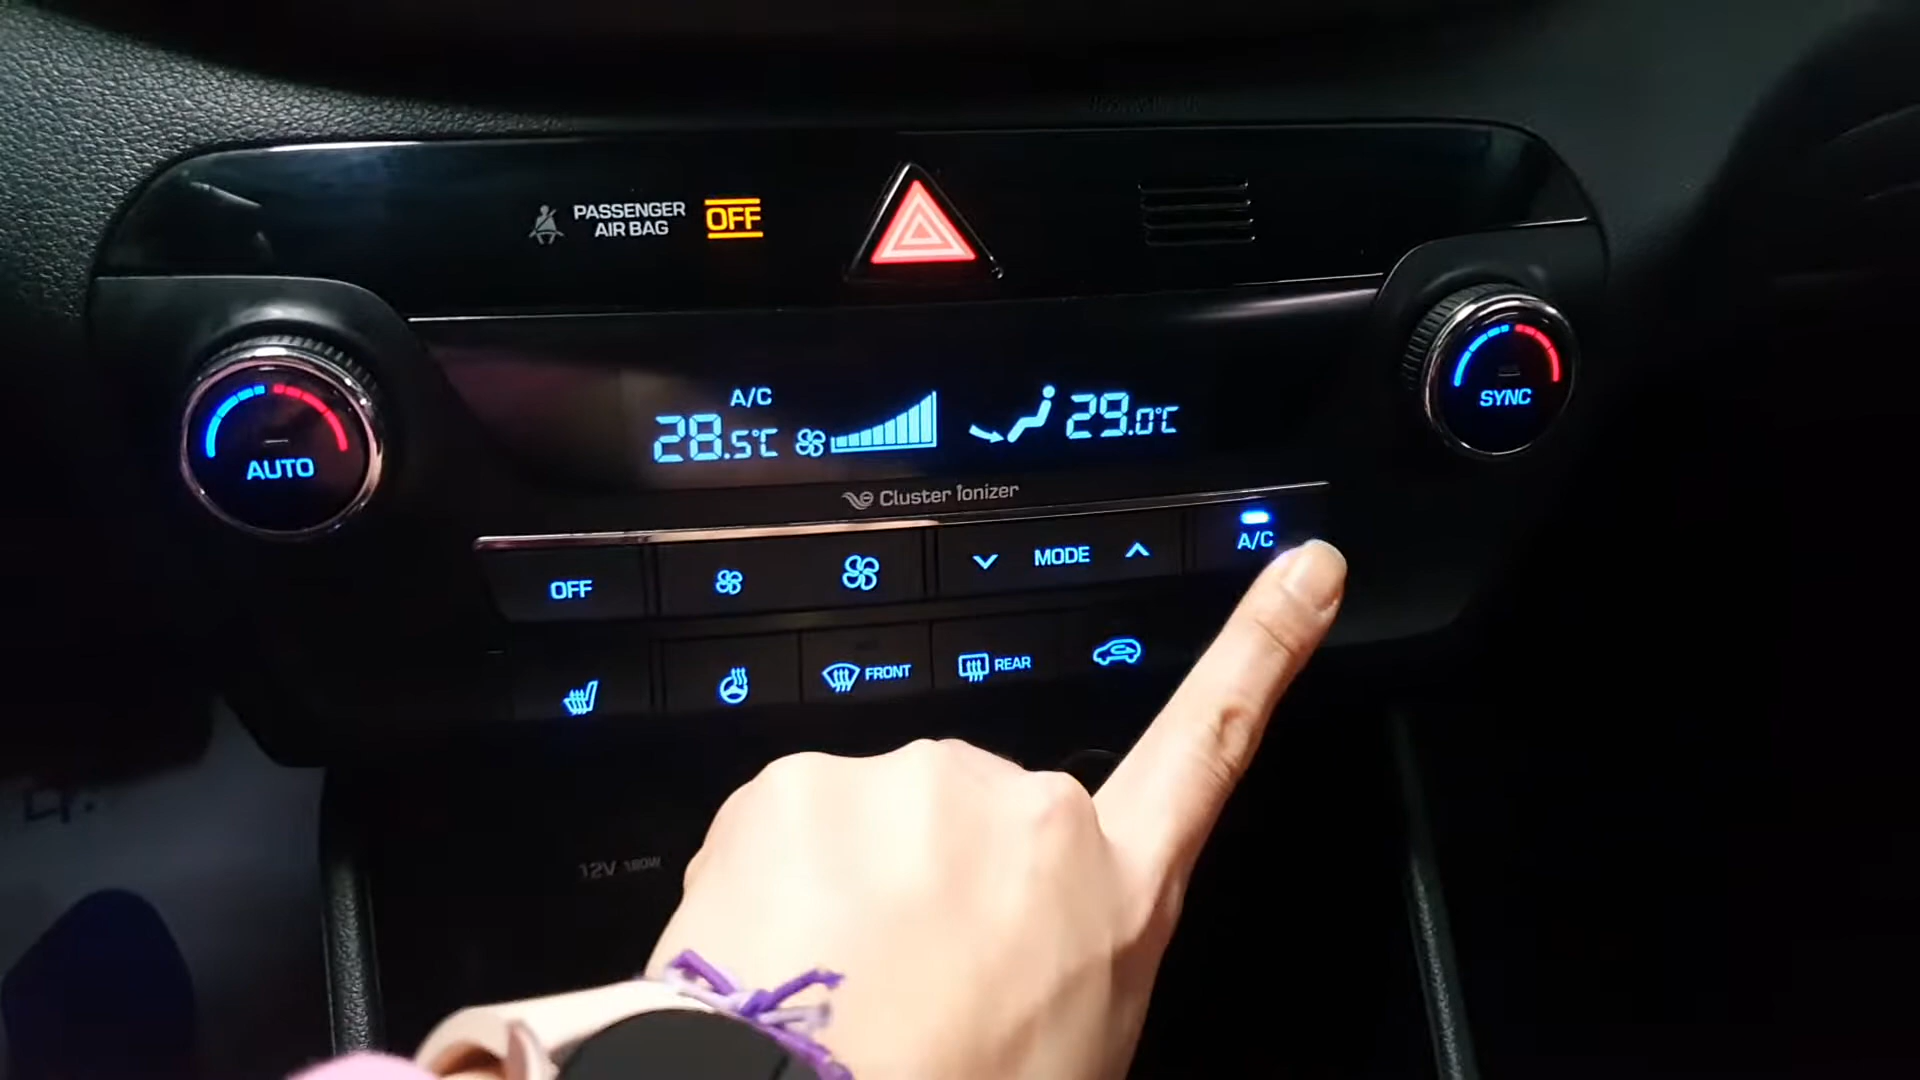 PASSENGER
AIR BAG
OFF
A/C
28.5°C
29.0°C
AUTO
SYNC
Cluster ionizer
OFF
MODE
A/C
FRONT
REAR
12V 180W